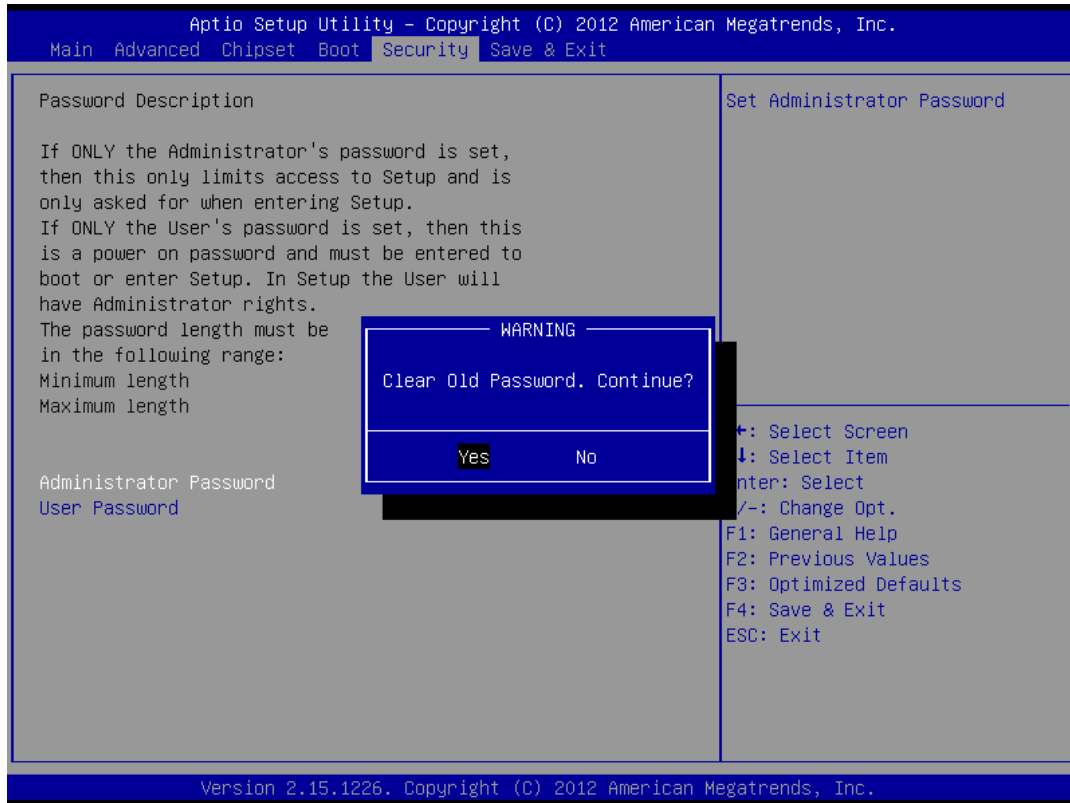 Aptio Setup Utility – Copyright (C) 2012 American Megatrends, Inc.
Main Advanced Chipset Boot Security Save & Exit
Password Description
If ONLY the Administrator's password is set,
then this only limits access to Setup and is
only asked for when entering Setup.
If ONLY the User's password is set, then this
is a power on password and must be entered to
boot or enter Setup. In Setup the User will
have Administrator rights.
The password length must be
in the following range:
Minimum length
Maximum length
Administrator Password
User Password
WARNING
Clear Old Password. Continue?
Yes No
Set Administrator Password
: Select Screen
: Select Item
nter: Select
/-: Change Opt.
F1: General Help
F2: Previous Values
F3: Optimized Defaults
F4: Save & Exit
ESC: Exit
Version 2.15.1226. Copyright (C) 2012 American Megatrends, Inc.